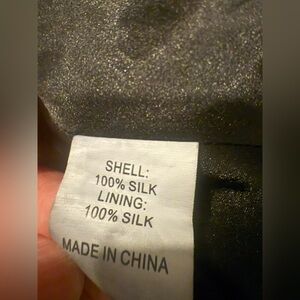 SHELL:
100% SILK
LINING:
100% SILK
MADE IN CHINA